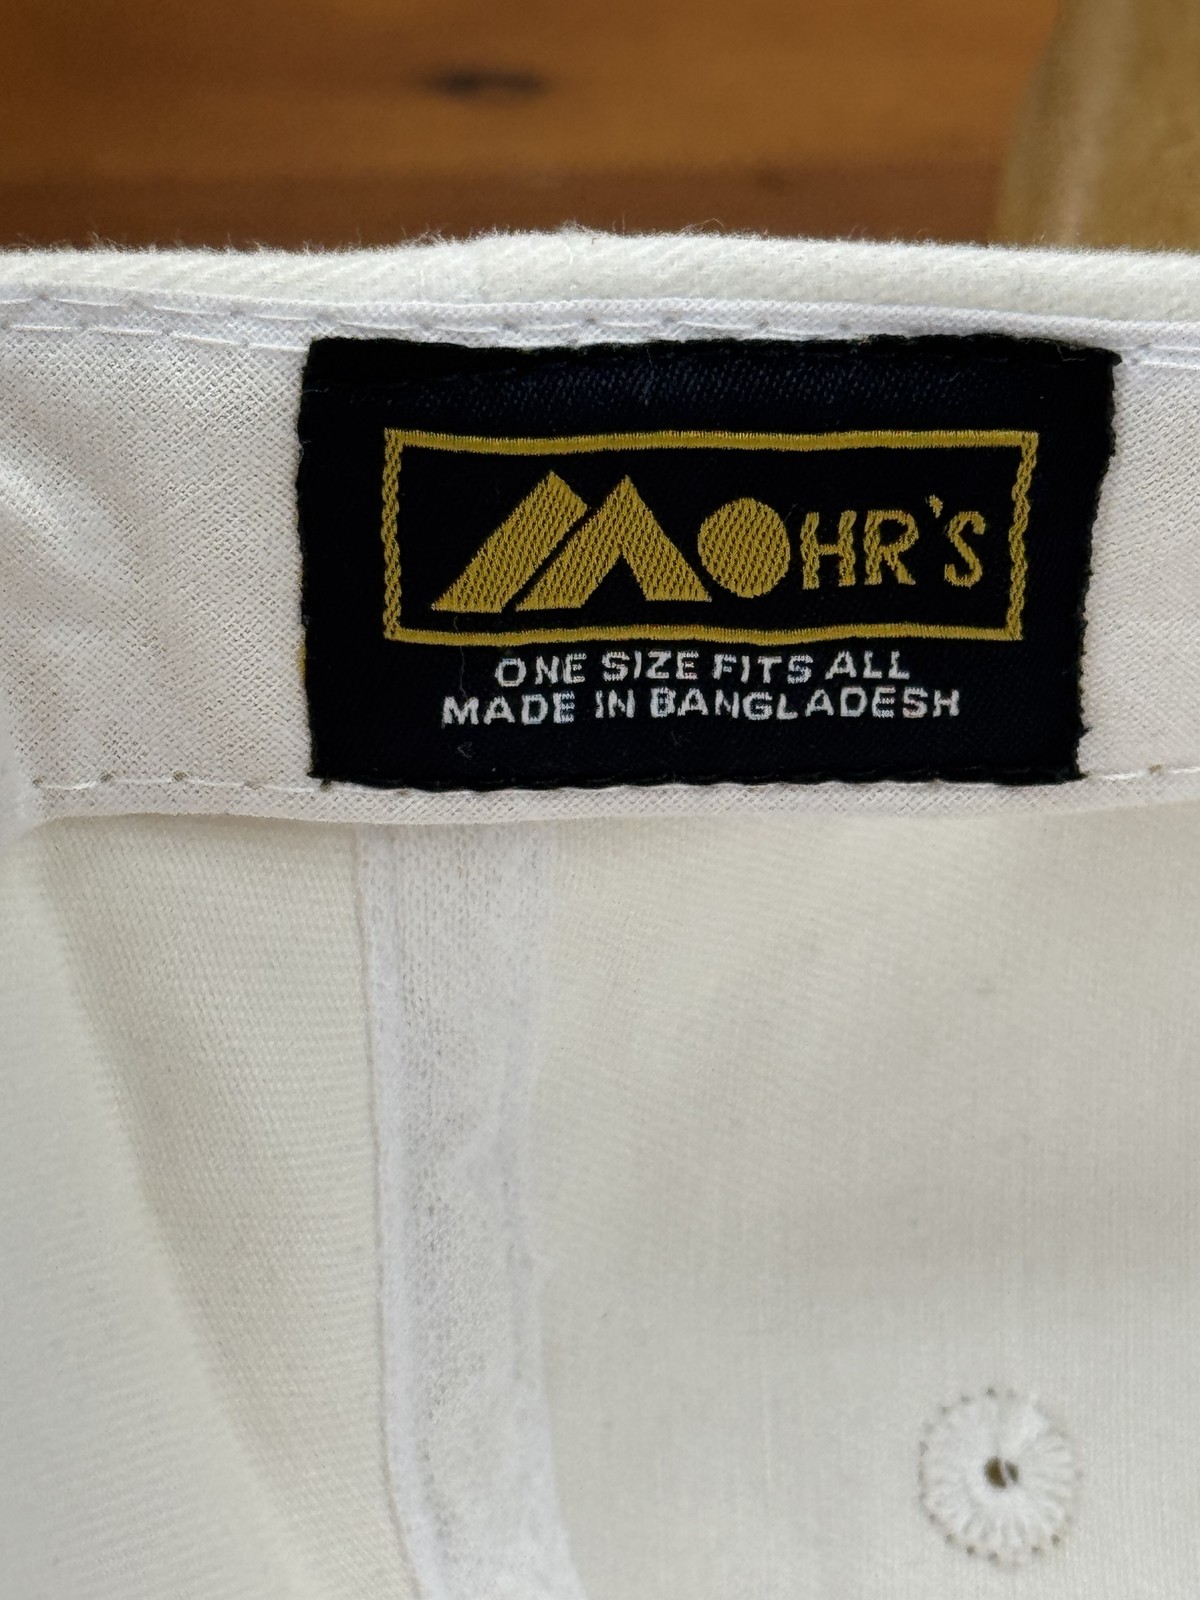 MOHR'S
ONE SIZE FITS ALL
MADE IN BANGLADESH